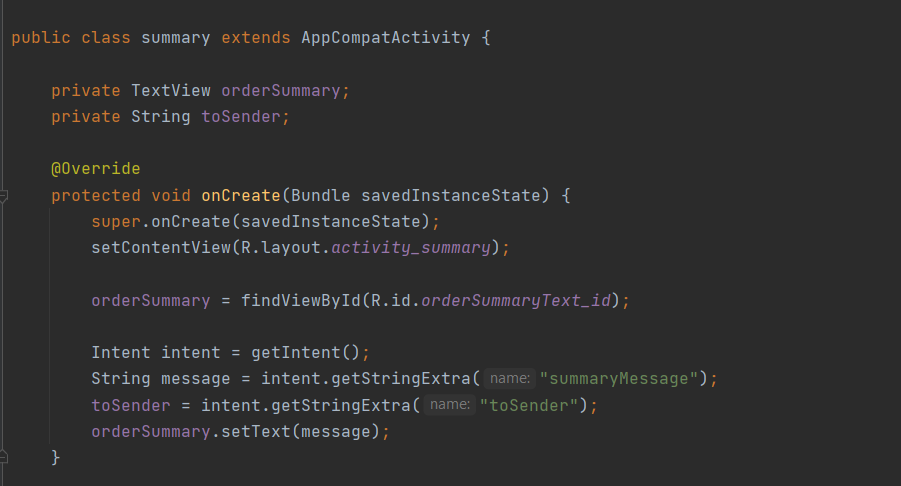 public class summary extends AppCompatActivity {
private TextView orderSummary;
private String toSender;
@Override
protected void onCreate(Bundle savedInstanceState) {
super.onCreate(savedInstanceState);
setContentView(R.layout.activity_summary);
orderSummary = findViewById(R.id.orderSummaryText_id);
Intent intent = getIntent();
String message = intent.getStringExtra( name: "summaryMessage");
toSender = intent.getStringExtra( name: "toSender");
orderSummary.setText(message);
}